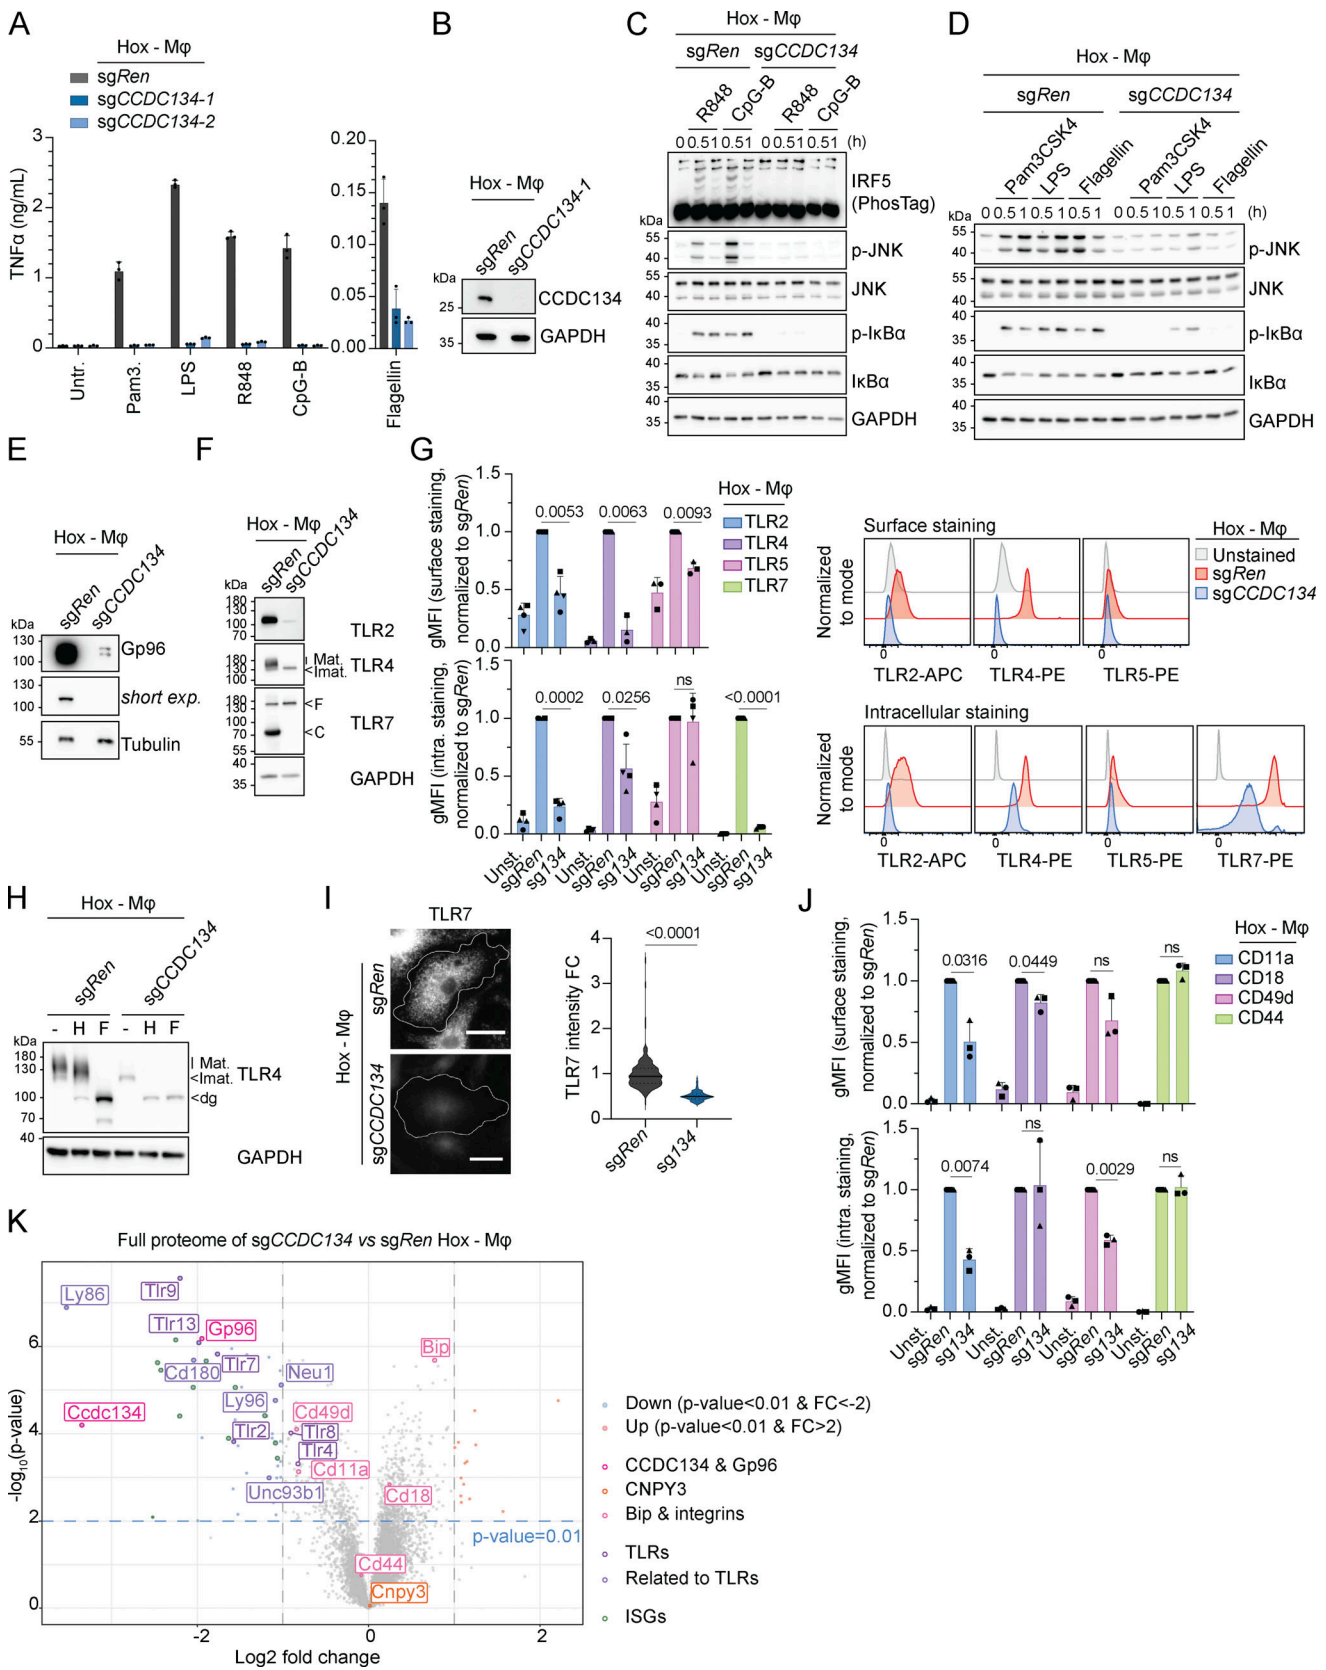 A
Hox - Mφ
sgRen
sgCCDC134-1
sgCCDC134-2
TNFα (ng/mL)
3
2
1
0
0.20
0.15
0.10
0.05
0.00
Untr.
Pam3.
LPS
R848
CpG-B
Flagellin
B
Hox - Mφ
sgRen
sgCCDC134-1
kDa
25
35
CCDC134
GAPDH
C
Hox - Mφ
sgRen
sgCCDC134
R848
CpG-B
R848
CpG-B
0 0.5 1 0.5 1 0 0.5 1 0.5 1 (h)
IRF5
(PhosTag)
kDa
55
40
p-JNK
55
40
JNK
40
35
p-IκBα
40
35
IκBα
40
35
GAPDH
D
Hox - Mφ
sgRen
sgCCDC134
Pam3CSK4
LPS
Flagellin
Pam3CSK4
LPS
Flagellin
kDa
0 0.5 1 0.5 1 0.5 1 0 0.5 1 0.5 1 0.5 1 (h)
55
40
p-JNK
55
40
JNK
40
35
p-IκBα
40
35
IκBα
40
35
GAPDH
E
Hox - Mφ
sgRen
sgCCDC134
kDa
130
100
Gp96
130
100
short exp.
55
Tubulin
F
Hox - Mφ
sgRen
sgCCDC134
kDa
180
130
100
70
TLR2
180
130
100
Mat.
<Imat.
TLR4
180
130
100
70
55
<F
<C
TLR7
40
35
GAPDH
G
gMFI (surface staining,
normalized to sgRen)
1.5
1.0
0.5
0.0
0.0053
0.0063
0.0093
Hox - Mφ
TLR2
TLR4
TLR5
TLR7
gMFI (intra. staining,
normalized to sgRen)
1.5
1.0
0.5
0.0
0.0002
0.0256
ns
<0.0001
Unst.
sgRen
sg134
Unst.
sgRen
sg134
Unst.
sgRen
sg134
Unst.
sgRen
sg134
Surface staining
Normalized
to mode
0
0
0
TLR2-APC
TLR4-PE
TLR5-PE
Hox - Mφ
Unstained
sgRen
sgCCDC134
Intracellular staining
Normalized
to mode
0
0
0
0
TLR2-APC
TLR4-PE
TLR5-PE
TLR7-PE
H
Hox - Mφ
sgRen
sgCCDC134
- H F - H F
kDa
180
130
100
70
Mat.
<Imat.
<dg
TLR4
40
GAPDH
I
TLR7
Hox - Mφ
sgRen
sgCCDC134
TLR7 intensity FC
4
3
2
1
0
<0.0001
sgRen
sg134
J
gMFI (surface staining,
normalized to sgRen)
1.5
1.0
0.5
0.0
0.0316
0.0449
ns
ns
Hox - Mφ
CD11a
CD18
CD49d
CD44
gMFI (intra. staining,
normalized to sgRen)
1.5
1.0
0.5
0.0
0.0074
ns
0.0029
ns
Unst.
sgRen
sg134
Unst.
sgRen
sg134
Unst.
sgRen
sg134
Unst.
sgRen
sg134
K
Full proteome of sgCCDC134 vs sgRen Hox - Mφ
-log10(p-value)
6
4
2
0
Ly86
Tlr9
Tlr13
Gp96
Cd180
Tlr7
Neu1
Bip
Ccdc134
Ly96
Cd49d
Tlr2
Tlr8
Tlr4
Cd11a
Unc93b1
Cd18
p-value=0.01
Cd44
Cnpy3
-2
0
2
Log2 fold change
Down (p-value<0.01 & FC<-2)
Up (p-value<0.01 & FC>2)
CCDC134 & Gp96
CNPY3
Bip & integrins
TLRs
Related to TLRs
ISGs